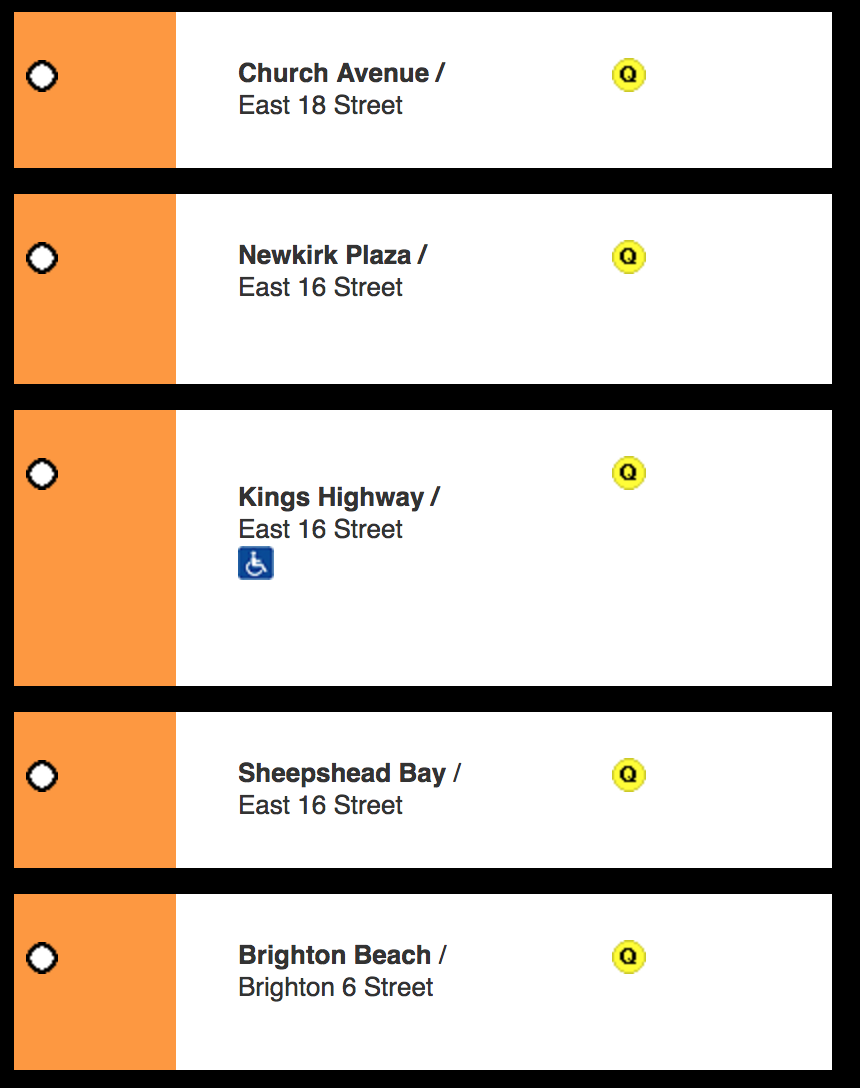 Church Avenue / Q
East 18 Street
Newkirk Plaza / Q
East 16 Street
Q
Kings Highway /
East 16 Street
Sheepshead Bay / Q
East 16 Street
Brighton Beach / Q
Brighton 6 Street